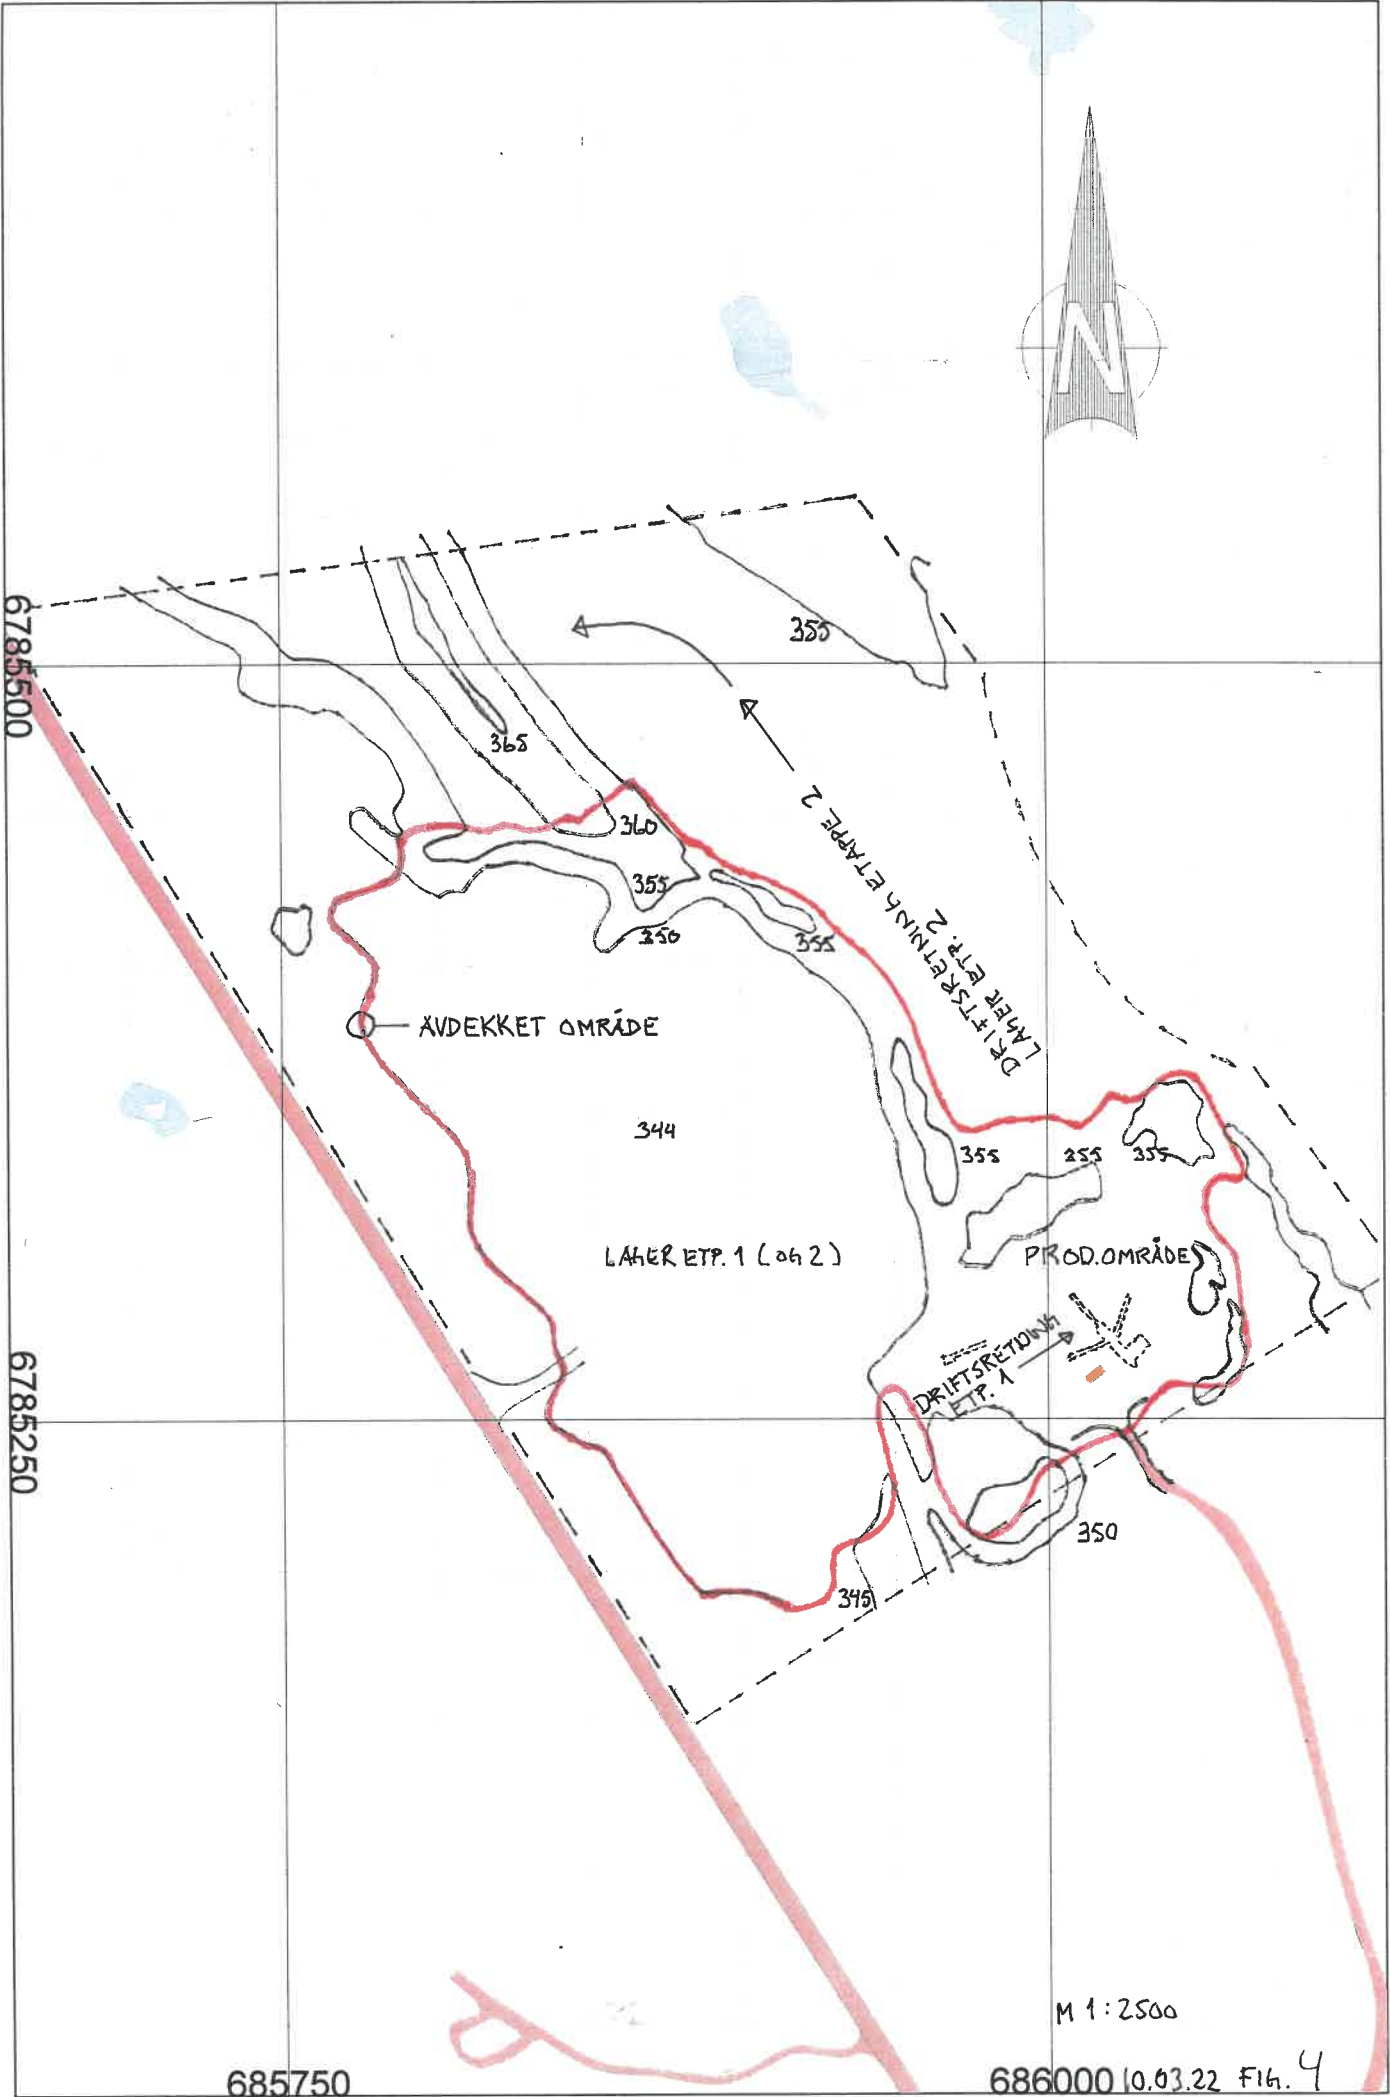 N
6785500
355
365
360
355
350
355
DRIFTSRETNING ETAPPE 2
LAGER ETP. 2
AVDEKKET OMRÅDE
344
355
255
355
LAGER ETP. 1 (OG 2)
PROD.OMRÅDE
DRIFTSRETNING
ETP. 1
6785250
350
345
M 1:2500
685750
686000
10.03.22 FIG. 4